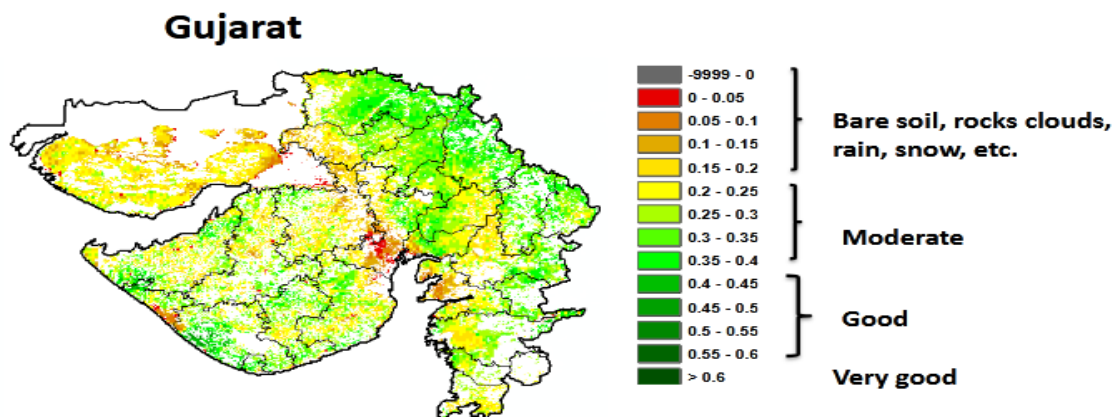 Gujarat
-9999 - 0
0 - 0.05
0.05 - 0.1
0.1 - 0.15
0.15 - 0.2
0.2 - 0.25
0.25 - 0.3
0.3 - 0.35
0.35 - 0.4
0.4 - 0.45
0.45 - 0.5
0.5 - 0.55
0.55 - 0.6
> 0.6
Bare soil, rocks clouds,
rain, snow, etc.
Moderate
Good
Very good